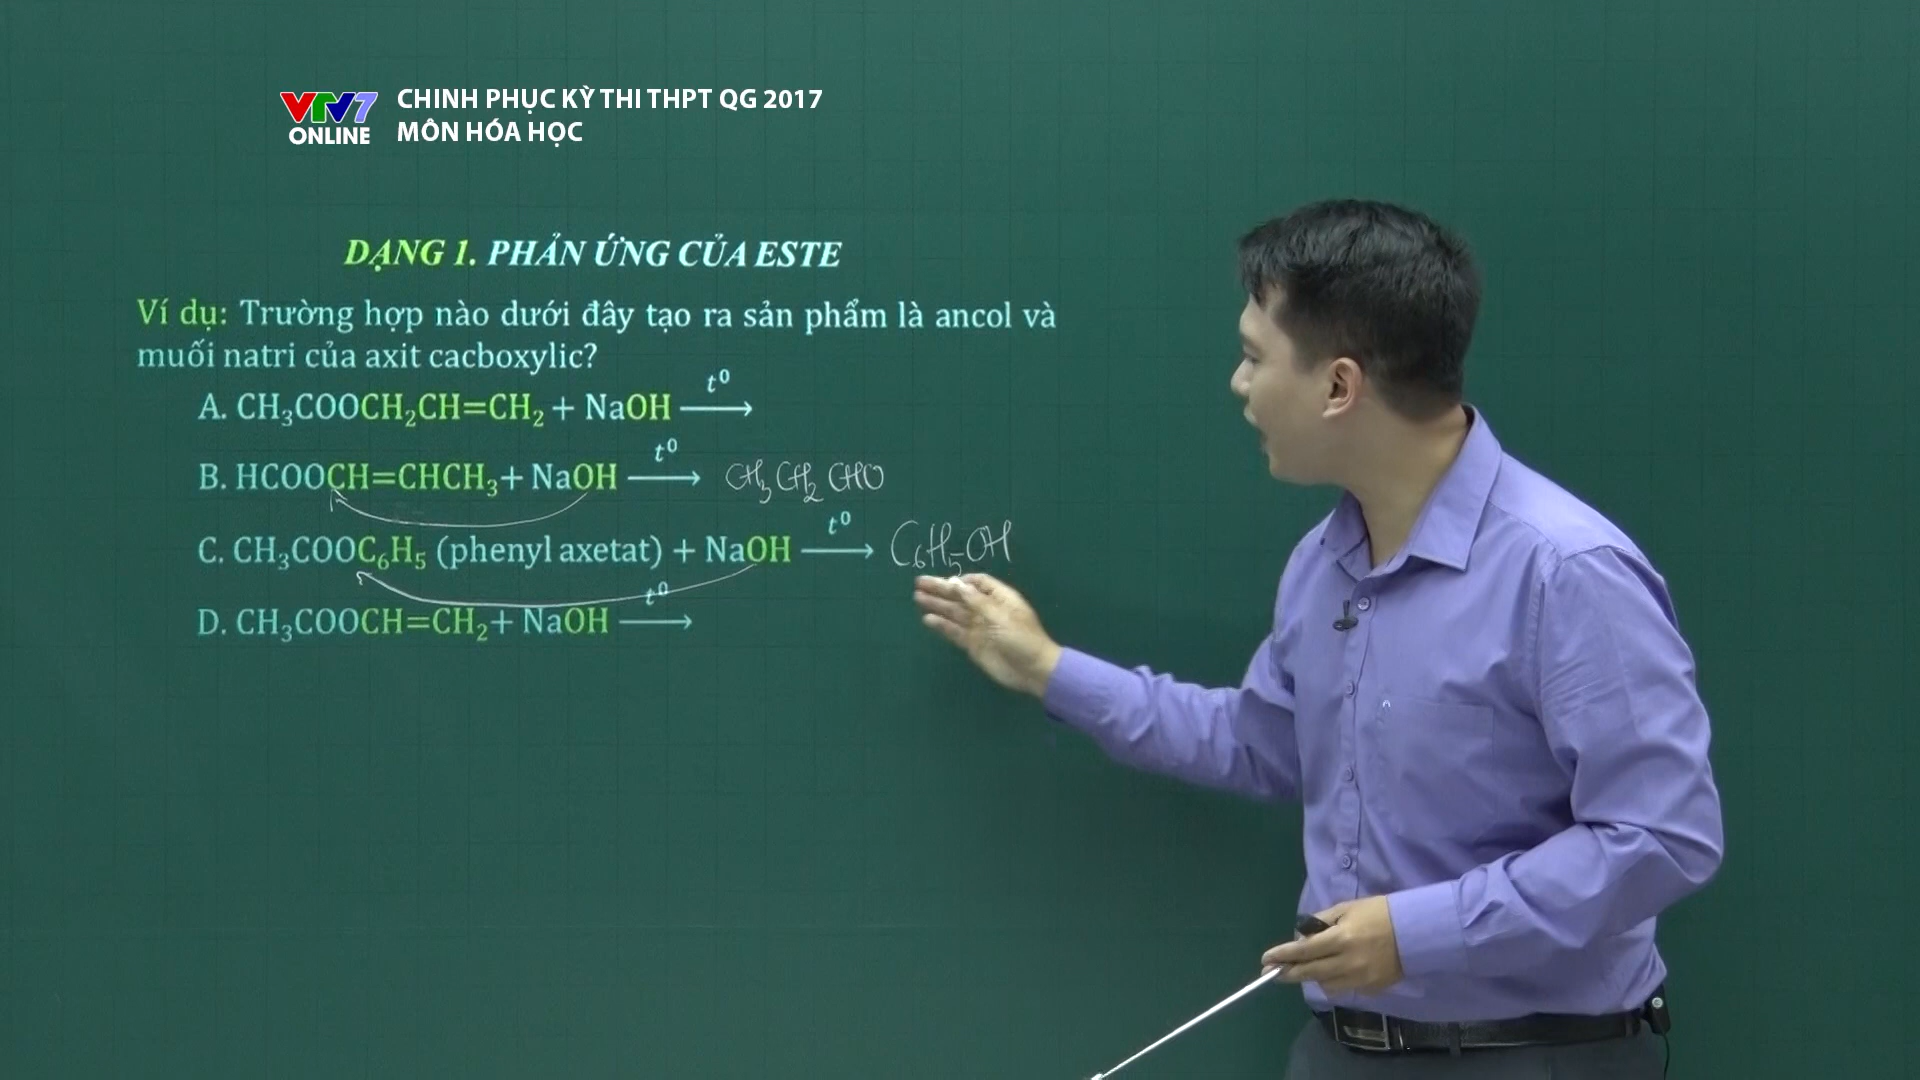 VTV7
ONLINE
CHINH PHỤC KỲ THI THPT QG 2017
MÔN HÓA HỌC
DẠNG 1. PHẢN ỨNG CỦA ESTE
Ví dụ: Trường hợp nào dưới đây tạo ra sản phẩm là ancol và
muối natri của axit cacboxylic?
A. CH₃COOCH₂CH=CH₂ + NaOH —t⁰→
B. HCOOCH=CHCH₃+ NaOH —t⁰→ CH₃CH₂CHO
C. CH₃COOC₆H₅ (phenyl axetat) + NaOH —t⁰→ C₆H₅OH
D. CH₃COOCH=CH₂+ NaOH —t⁰→